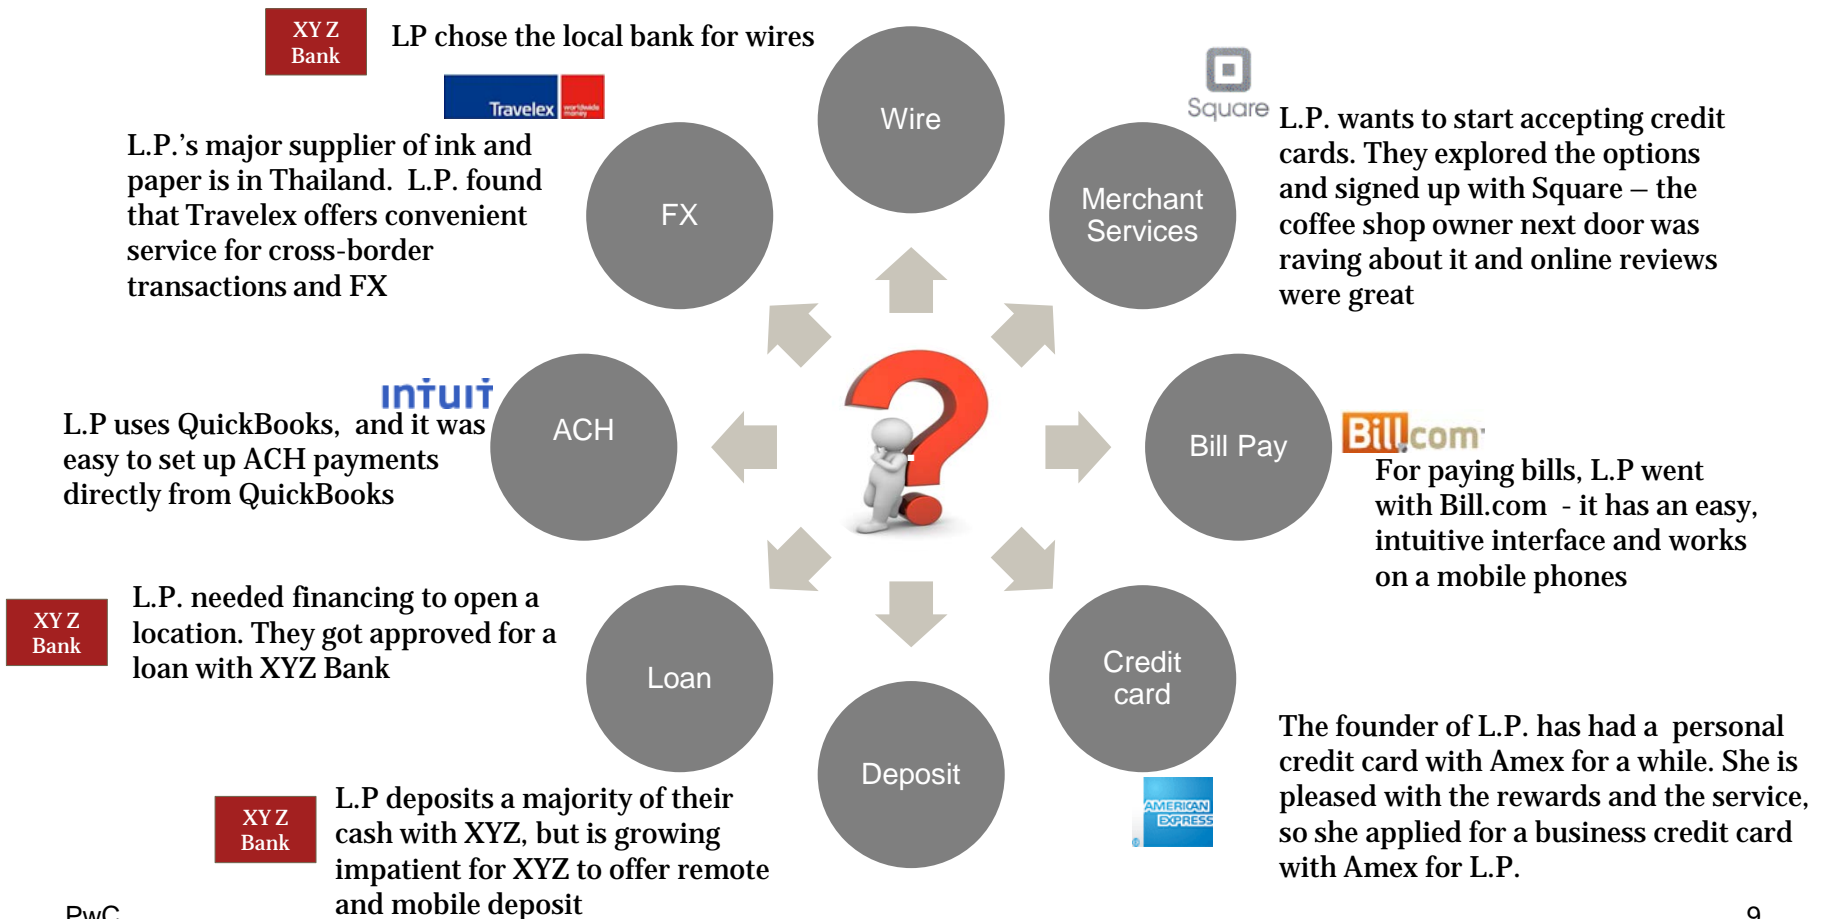 XYZ
Bank
LP chose the local bank for wires
Travelex worldwide
money
L.P.'s major supplier of ink and
paper is in Thailand.  L.P. found
that Travelex offers convenient
service for cross-border
transactions and FX
FX
Wire
Square
Merchant
Services
L.P. wants to start accepting credit
cards. They explored the options
and signed up with Square – the
coffee shop owner next door was
raving about it and online reviews
were great
intuit
L.P uses QuickBooks,  and it was
easy to set up ACH payments
directly from QuickBooks
ACH
Bill Pay
Bill.com
For paying bills, L.P went
with Bill.com  - it has an easy,
intuitive interface and works
on a mobile phones
XYZ
Bank
L.P. needed financing to open a
location. They got approved for a
loan with XYZ Bank
Loan
Credit
card
AMERICAN
EXPRESS
The founder of L.P. has had a  personal
credit card with Amex for a while. She is
pleased with the rewards and the service,
so she applied for a business credit card
with Amex for L.P.
Deposit
XYZ
Bank
L.P deposits a majority of their
cash with XYZ, but is growing
impatient for XYZ to offer remote
and mobile deposit
PwC
9